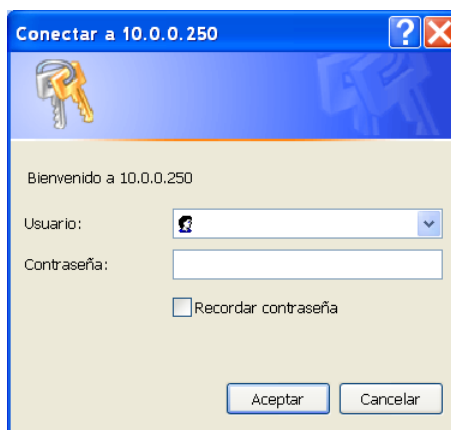 Conectar a 10.0.0.250
Bienvenido a 10.0.0.250
Usuario:
Contraseña:
Recordar contraseña
Aceptar
Cancelar